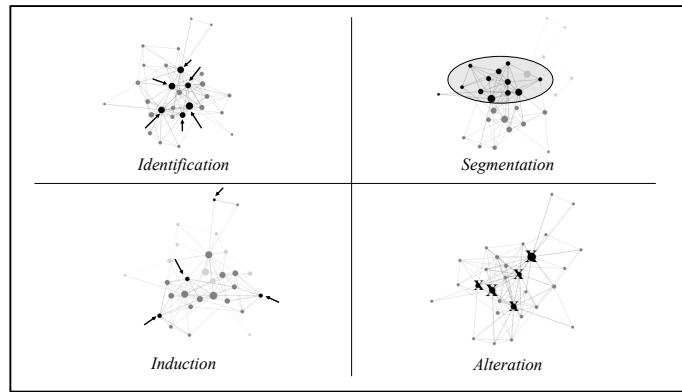 Identification
Segmentation
Induction
X
X
X
X
X
Alteration